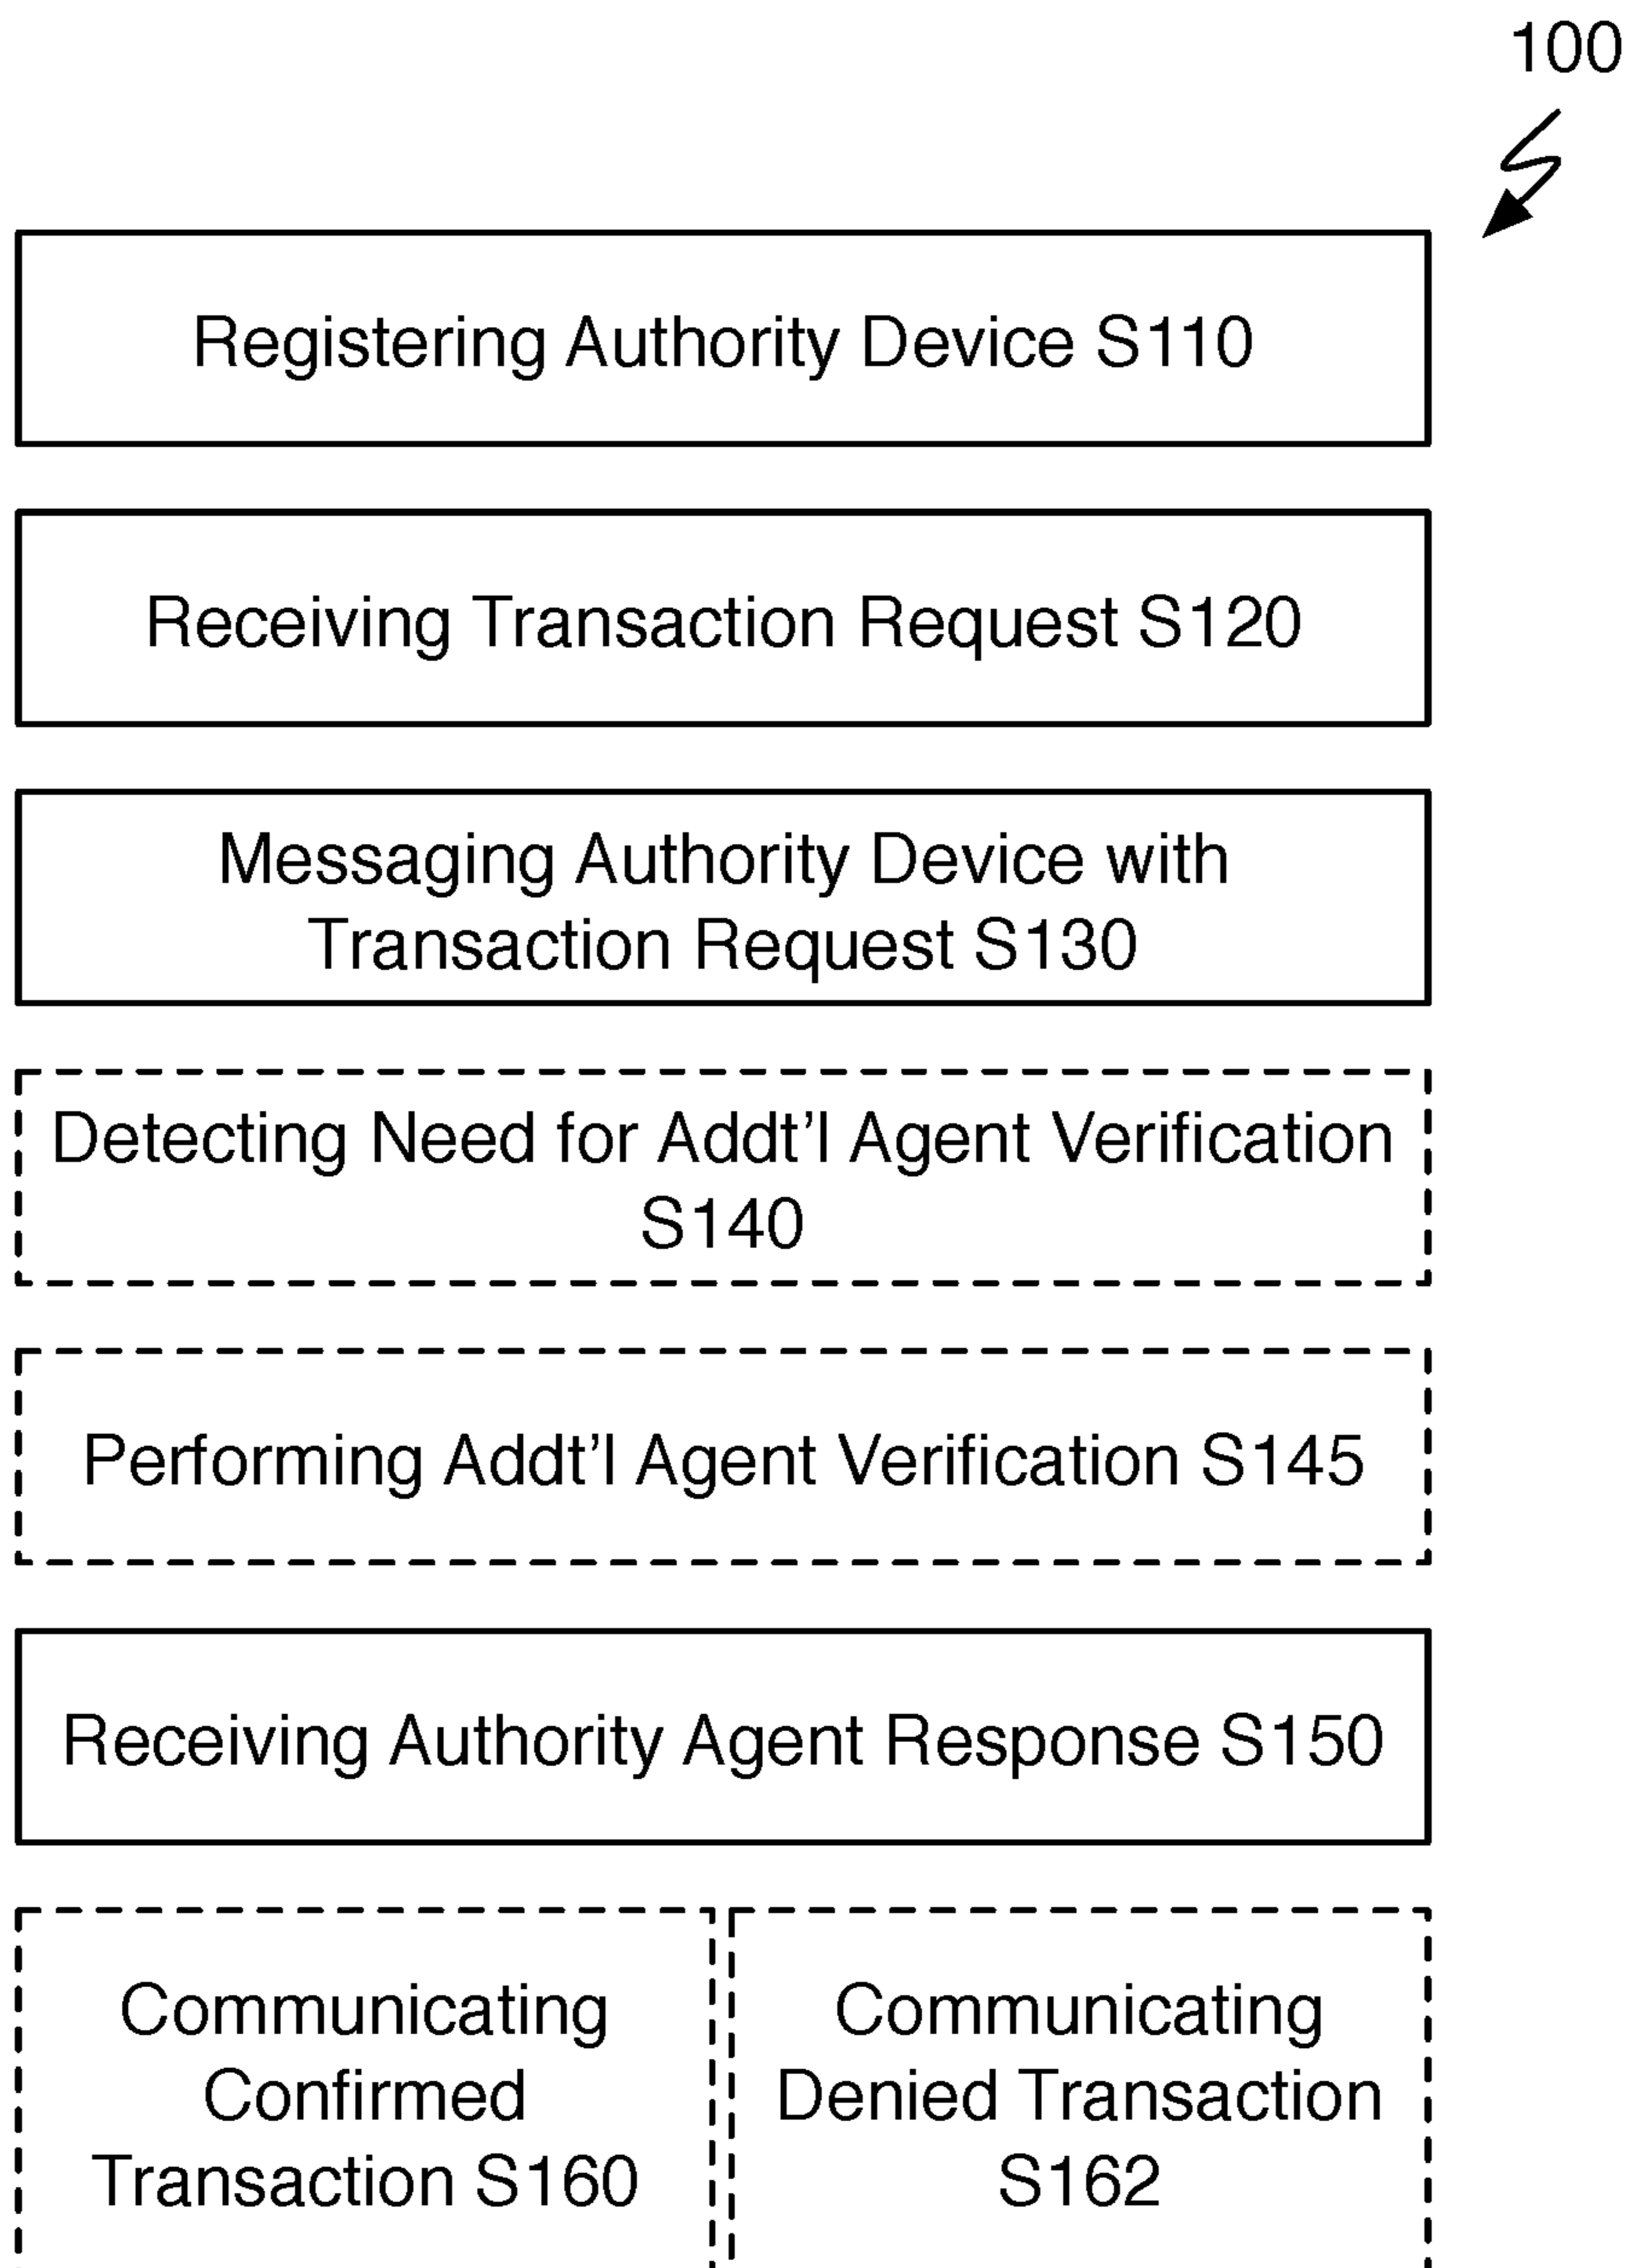 100
Registering Authority Device S110
Receiving Transaction Request S120
Messaging Authority Device with
Transaction Request S130
Detecting Need for Addt'l Agent Verification
S140
Performing Addt'l Agent Verification S145
Receiving Authority Agent Response S150
Communicating
Confirmed
Transaction S160
Communicating
Denied Transaction
S162